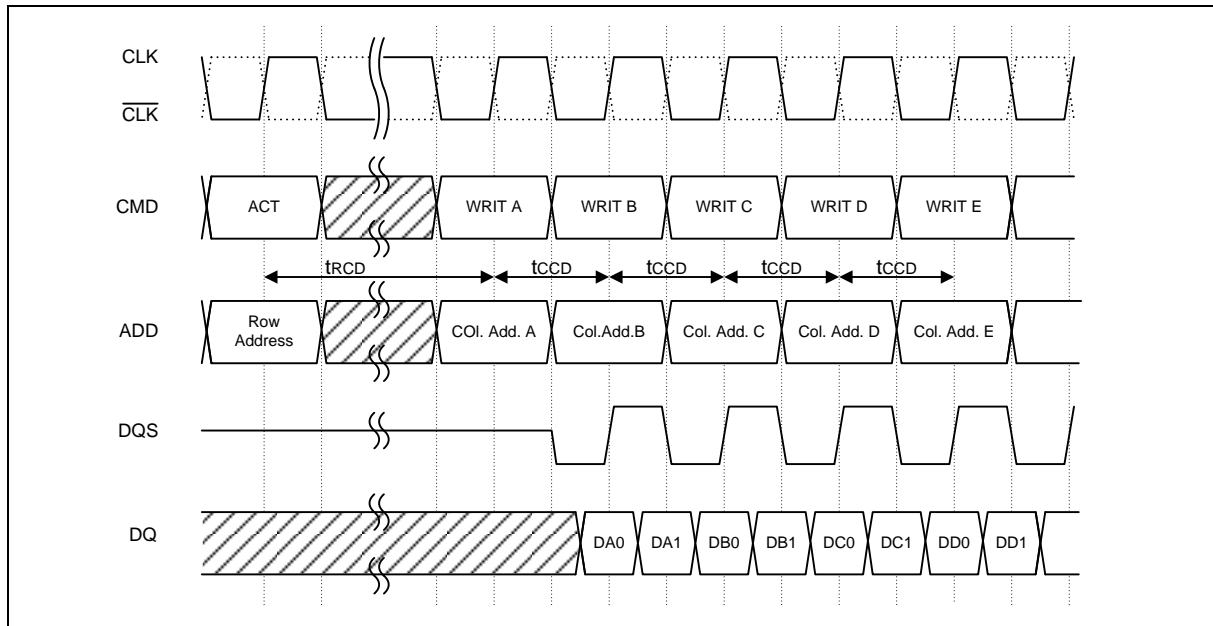 CLK
CLK
CMD
ACT
WRIT A
WRIT B
WRIT C
WRIT D
WRIT E
tRCD
tCCD
tCCD
tCCD
tCCD
ADD
Row
Address
COl. Add. A
Col.Add.B
Col. Add. C
Col. Add. D
Col. Add. E
DQS
DQ
DA0
DA1
DB0
DB1
DC0
DC1
DD0
DD1